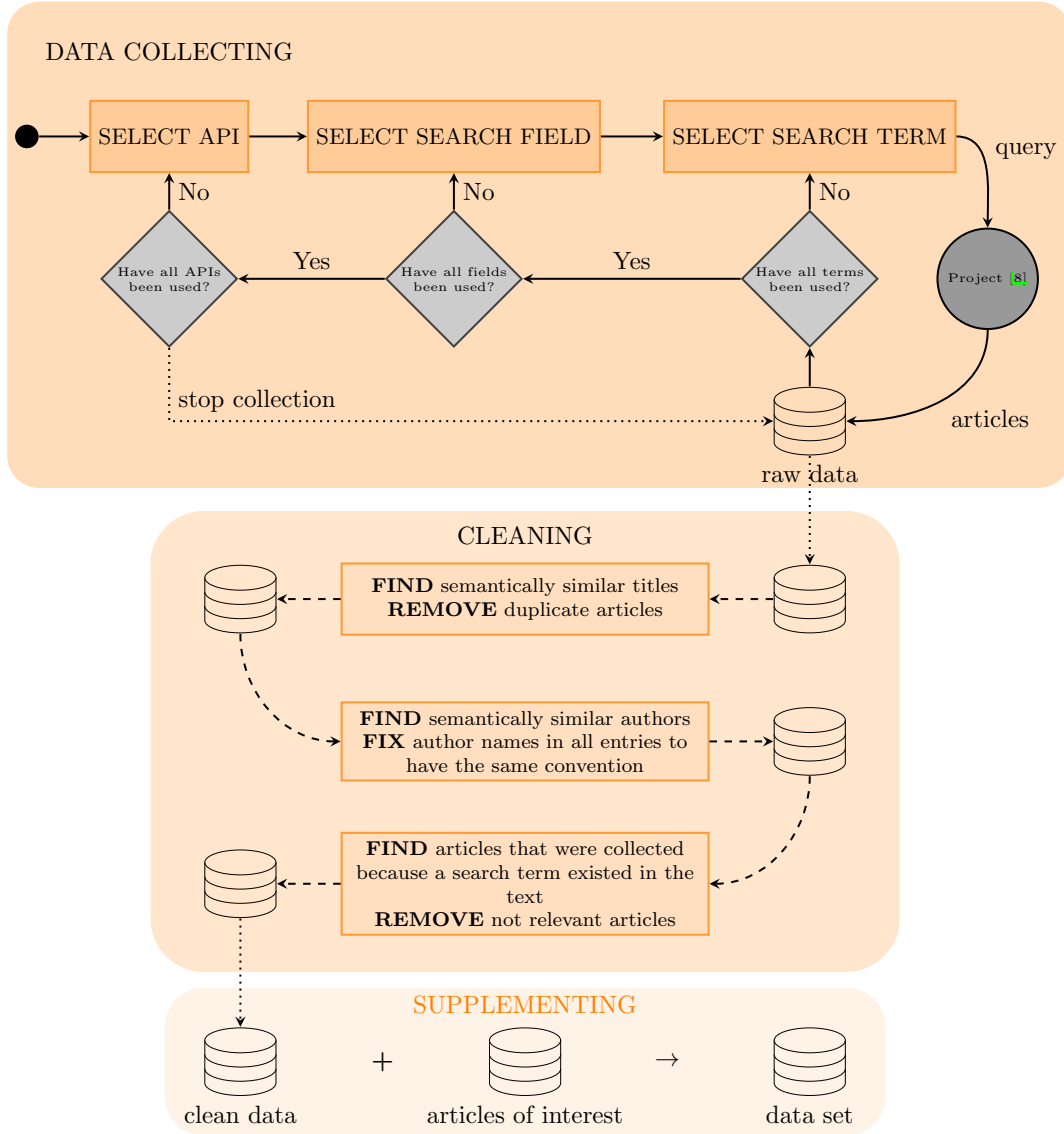 DATA COLLECTING
SELECT API
SELECT SEARCH FIELD
SELECT SEARCH TERM
query
No
No
No
Have all APIs
been used?
Yes
Have all fields
been used?
Yes
Have all terms
been used?
Project [8]
stop collection
articles
raw data
CLEANING
FIND semantically similar titles
REMOVE duplicate articles
FIND semantically similar authors
FIX author names in all entries to
have the same convention
FIND articles that were collected
because a search term existed in the
text
REMOVE not relevant articles
SUPPLEMENTING
+
→
clean data
articles of interest
data set